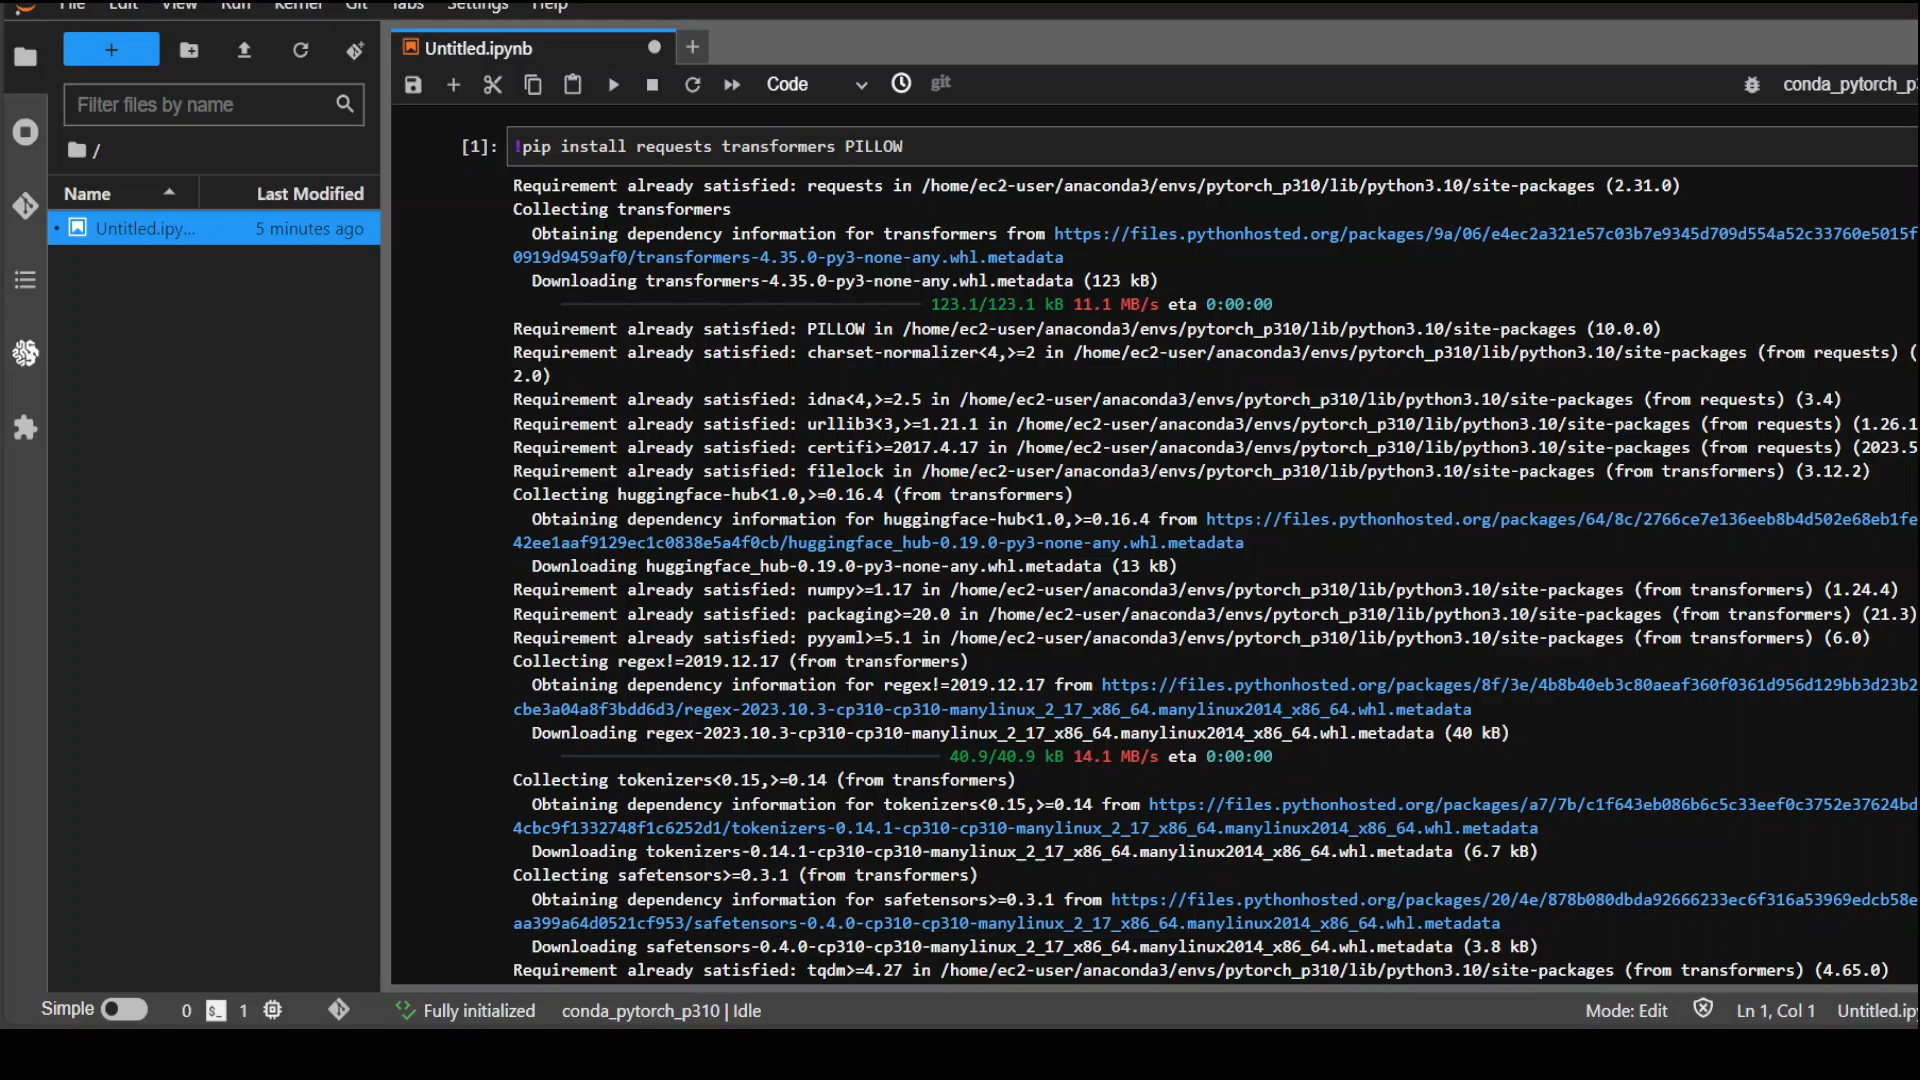 File Edit View Run Kernel Git Tabs Settings Help
+
Filter files by name
/
Name Last Modified
Untitled.ipy... 5 minutes ago
Untitled.ipynb
Code
git
conda_pytorch_p3
[1]: !pip install requests transformers PILLOW
Requirement already satisfied: requests in /home/ec2-user/anaconda3/envs/pytorch_p310/lib/python3.10/site-packages (2.31.0)
Collecting transformers
Obtaining dependency information for transformers from https://files.pythonhosted.org/packages/9a/06/e4ec2a321e57c03b7e9345d709d554a52c33760e5015f
0919d9459af0/transformers-4.35.0-py3-none-any.whl.metadata
Downloading transformers-4.35.0-py3-none-any.whl.metadata (123 kB)
123.1/123.1 kB 11.1 MB/s eta 0:00:00
Requirement already satisfied: PILLOW in /home/ec2-user/anaconda3/envs/pytorch_p310/lib/python3.10/site-packages (10.0.0)
Requirement already satisfied: charset-normalizer<4,>=2 in /home/ec2-user/anaconda3/envs/pytorch_p310/lib/python3.10/site-packages (from requests) (
2.0)
Requirement already satisfied: idna<4,>=2.5 in /home/ec2-user/anaconda3/envs/pytorch_p310/lib/python3.10/site-packages (from requests) (3.4)
Requirement already satisfied: urllib3<3,>=1.21.1 in /home/ec2-user/anaconda3/envs/pytorch_p310/lib/python3.10/site-packages (from requests) (1.26.1
Requirement already satisfied: certifi>=2017.4.17 in /home/ec2-user/anaconda3/envs/pytorch_p310/lib/python3.10/site-packages (from requests) (2023.5
Requirement already satisfied: filelock in /home/ec2-user/anaconda3/envs/pytorch_p310/lib/python3.10/site-packages (from transformers) (3.12.2)
Collecting huggingface-hub<1.0,>=0.16.4 (from transformers)
Obtaining dependency information for huggingface-hub<1.0,>=0.16.4 from https://files.pythonhosted.org/packages/64/8c/2766ce7e136eeb8b4d502e68eb1fe
42ee1aaf9129ec1c0838e5a4f0cb/huggingface_hub-0.19.0-py3-none-any.whl.metadata
Downloading huggingface_hub-0.19.0-py3-none-any.whl.metadata (13 kB)
Requirement already satisfied: numpy>=1.17 in /home/ec2-user/anaconda3/envs/pytorch_p310/lib/python3.10/site-packages (from transformers) (1.24.4)
Requirement already satisfied: packaging>=20.0 in /home/ec2-user/anaconda3/envs/pytorch_p310/lib/python3.10/site-packages (from transformers) (21.3)
Requirement already satisfied: pyyaml>=5.1 in /home/ec2-user/anaconda3/envs/pytorch_p310/lib/python3.10/site-packages (from transformers) (6.0)
Collecting regex!=2019.12.17 (from transformers)
Obtaining dependency information for regex!=2019.12.17 from https://files.pythonhosted.org/packages/8f/3e/4b8b40eb3c80aeaf360f0361d956d129bb3d23b2
cbe3a04a8f3bdd6d3/regex-2023.10.3-cp310-cp310-manylinux_2_17_x86_64.manylinux2014_x86_64.whl.metadata
Downloading regex-2023.10.3-cp310-cp310-manylinux_2_17_x86_64.manylinux2014_x86_64.whl.metadata (40 kB)
40.9/40.9 kB 14.1 MB/s eta 0:00:00
Collecting tokenizers<0.15,>=0.14 (from transformers)
Obtaining dependency information for tokenizers<0.15,>=0.14 from https://files.pythonhosted.org/packages/a7/7b/c1f643eb086b6c5c33eef0c3752e37624bd
4cbc9f1332748f1c6252d1/tokenizers-0.14.1-cp310-cp310-manylinux_2_17_x86_64.manylinux2014_x86_64.whl.metadata
Downloading tokenizers-0.14.1-cp310-cp310-manylinux_2_17_x86_64.manylinux2014_x86_64.whl.metadata (6.7 kB)
Collecting safetensors>=0.3.1 (from transformers)
Obtaining dependency information for safetensors>=0.3.1 from https://files.pythonhosted.org/packages/20/4e/878b080dbda92666233ec6f316a53969edcb58e
aa399a64d0521cf953/safetensors-0.4.0-cp310-cp310-manylinux_2_17_x86_64.manylinux2014_x86_64.whl.metadata
Downloading safetensors-0.4.0-cp310-cp310-manylinux_2_17_x86_64.manylinux2014_x86_64.whl.metadata (3.8 kB)
Requirement already satisfied: tqdm>=4.27 in /home/ec2-user/anaconda3/envs/pytorch_p310/lib/python3.10/site-packages (from transformers) (4.65.0)
Simple 0 $_ 1 Fully initialized conda_pytorch_p310 | Idle Mode: Edit Ln 1, Col 1 Untitled.ipy